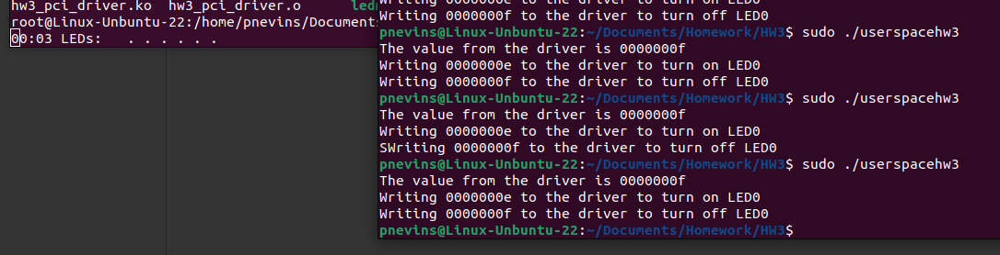 hw3_pci_driver.ko  hw3_pci_driver.o      led
root@Linux-Unbuntu-22:/home/pnevins/Document
00:03 LEDs:   . . . . . .
Writing 0000000e to the driver to turn on LED0
Writing 0000000f to the driver to turn off LED0
pnevins@Linux-Unbuntu-22:~/Documents/Homework/HW3$ sudo ./userspacehw3
The value from the driver is 0000000f
Writing 0000000e to the driver to turn on LED0
Writing 0000000f to the driver to turn off LED0
pnevins@Linux-Unbuntu-22:~/Documents/Homework/HW3$ sudo ./userspacehw3
The value from the driver is 0000000f
Writing 0000000e to the driver to turn on LED0
SWriting 0000000f to the driver to turn off LED0
pnevins@Linux-Unbuntu-22:~/Documents/Homework/HW3$ sudo ./userspacehw3
The value from the driver is 0000000f
Writing 0000000e to the driver to turn on LED0
Writing 0000000f to the driver to turn off LED0
pnevins@Linux-Unbuntu-22:~/Documents/Homework/HW3$